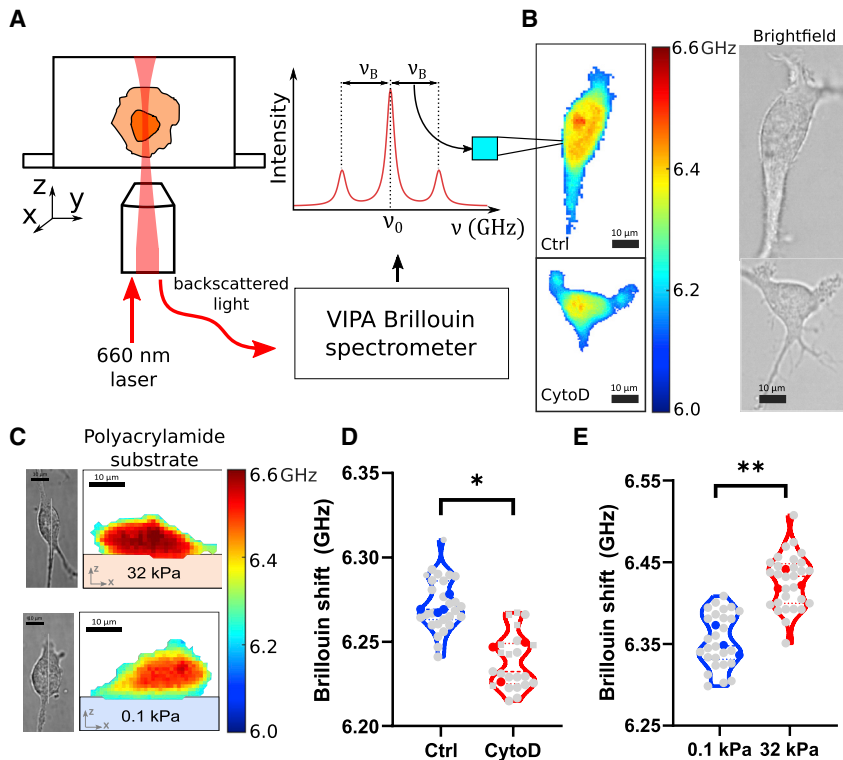 A
z
y
x
660 nm
laser
backscattered
light
Intensity
νB
νB
ν0
ν (GHz)
VIPA Brillouin
spectrometer
B
Ctrl
10 μm
CytoD
10 μm
6.6 GHz
6.4
6.2
6.0
Brightfield
10 μm
C
Polyacrylamide
substrate
10 μm
32 kPa
z
x
10 μm
0.1 kPa
z
x
6.6 GHz
6.4
6.2
6.0
D
Brillouin shift (GHz)
6.35
6.30
6.25
6.20
*
Ctrl
CytoD
E
Brillouin shift (GHz)
6.55
6.45
6.35
6.25
**
0.1 kPa
32 kPa